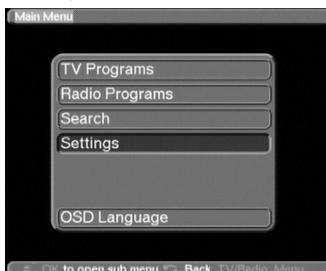 Main Menu
TV Programs
Radio Programs
Search
Settings
OSD Language
OK to open sub menu Back TV/Radio Menu